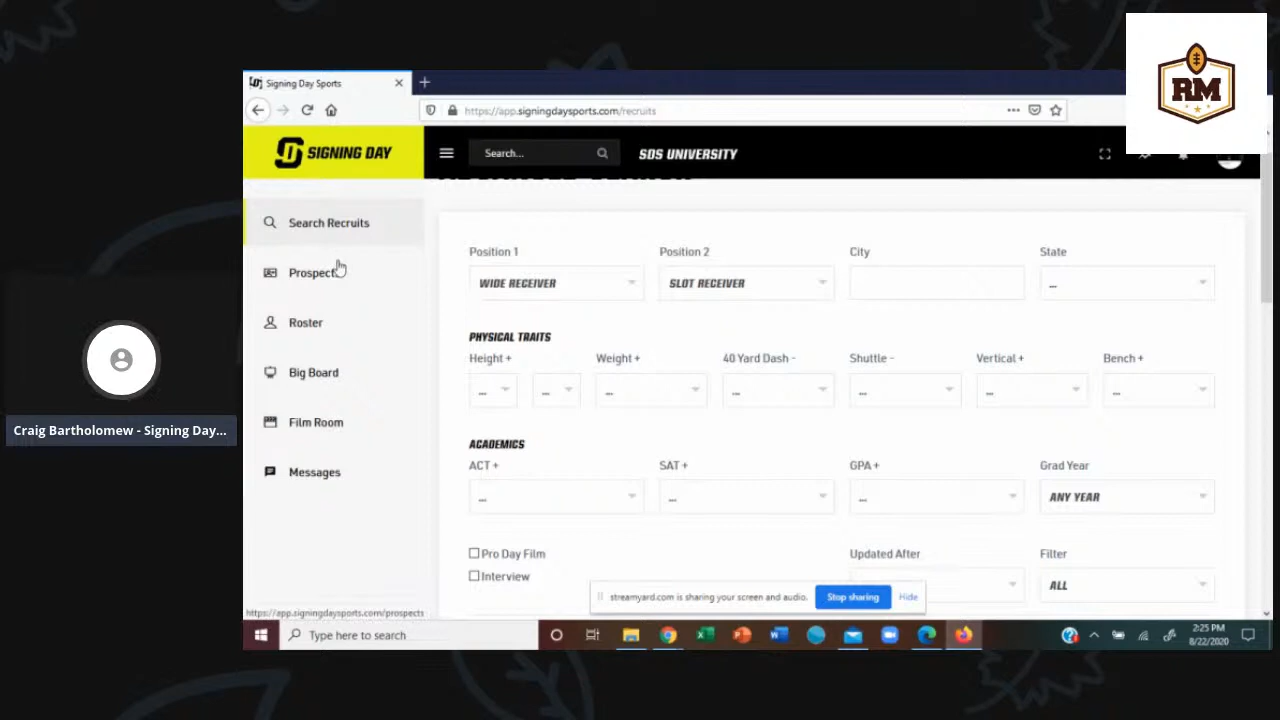 Signing Day Sports
https://app.signingdaysports.com/recruits
RM
SIGNING DAY
Search...
SDS UNIVERSITY
Search Recruits
Prospects
Roster
Big Board
Film Room
Messages
Position 1
Position 2
City
State
WIDE RECEIVER
SLOT RECEIVER
...
PHYSICAL TRAITS
Height +
Weight +
40 Yard Dash -
Shuttle -
Vertical +
Bench +
... ... ... ... ... ... ...
ACADEMICS
ACT +
SAT +
GPA +
Grad Year
... ... ... ANY YEAR
Pro Day Film
Interview
Updated After
Filter
ALL
streamyard.com is sharing your screen and audio.
Stop sharing
Hide
https://app.signingdaysports.com/prospects
Type here to search
2:25 PM
8/22/2020
Craig Bartholomew - Signing Day...